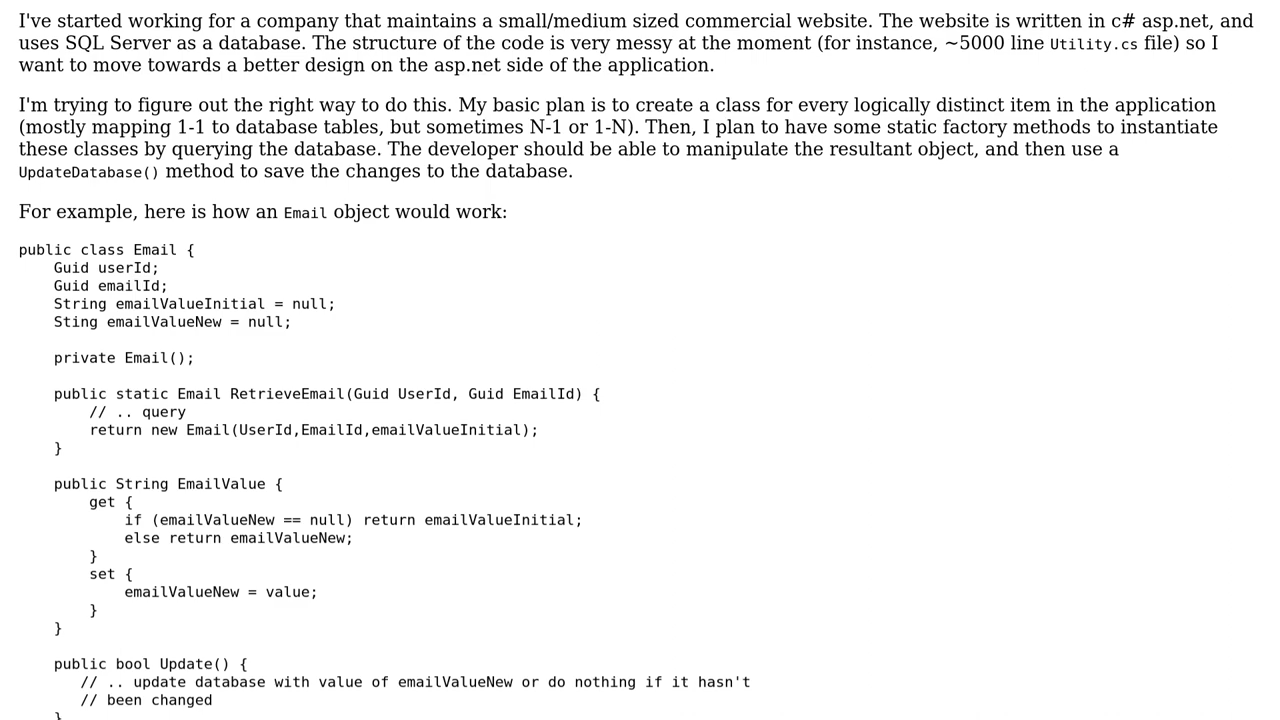 I've started working for a company that maintains a small/medium sized commercial website. The website is written in c# asp.net, and
uses SQL Server as a database. The structure of the code is very messy at the moment (for instance, ~5000 line Utility.cs file) so I
want to move towards a better design on the asp.net side of the application.
I'm trying to figure out the right way to do this. My basic plan is to create a class for every logically distinct item in the application
(mostly mapping 1-1 to database tables, but sometimes N-1 or 1-N). Then, I plan to have some static factory methods to instantiate
these classes by querying the database. The developer should be able to manipulate the resultant object, and then use a
UpdateDatabase() method to save the changes to the database.
For example, here is how an Email object would work:
public class Email {
    Guid userId;
    Guid emailId;
    String emailValueInitial = null;
    Sting emailValueNew = null;
    private Email();
    public static Email RetrieveEmail(Guid UserId, Guid EmailId) {
        // .. query
        return new Email(UserId,EmailId,emailValueInitial);
    }
    public String EmailValue {
        get {
            if (emailValueNew == null) return emailValueInitial;
            else return emailValueNew;
        }
        set {
            emailValueNew = value;
        }
    }
    public bool Update() {
       // .. update database with value of emailValueNew or do nothing if it hasn't
       // been changed
    }